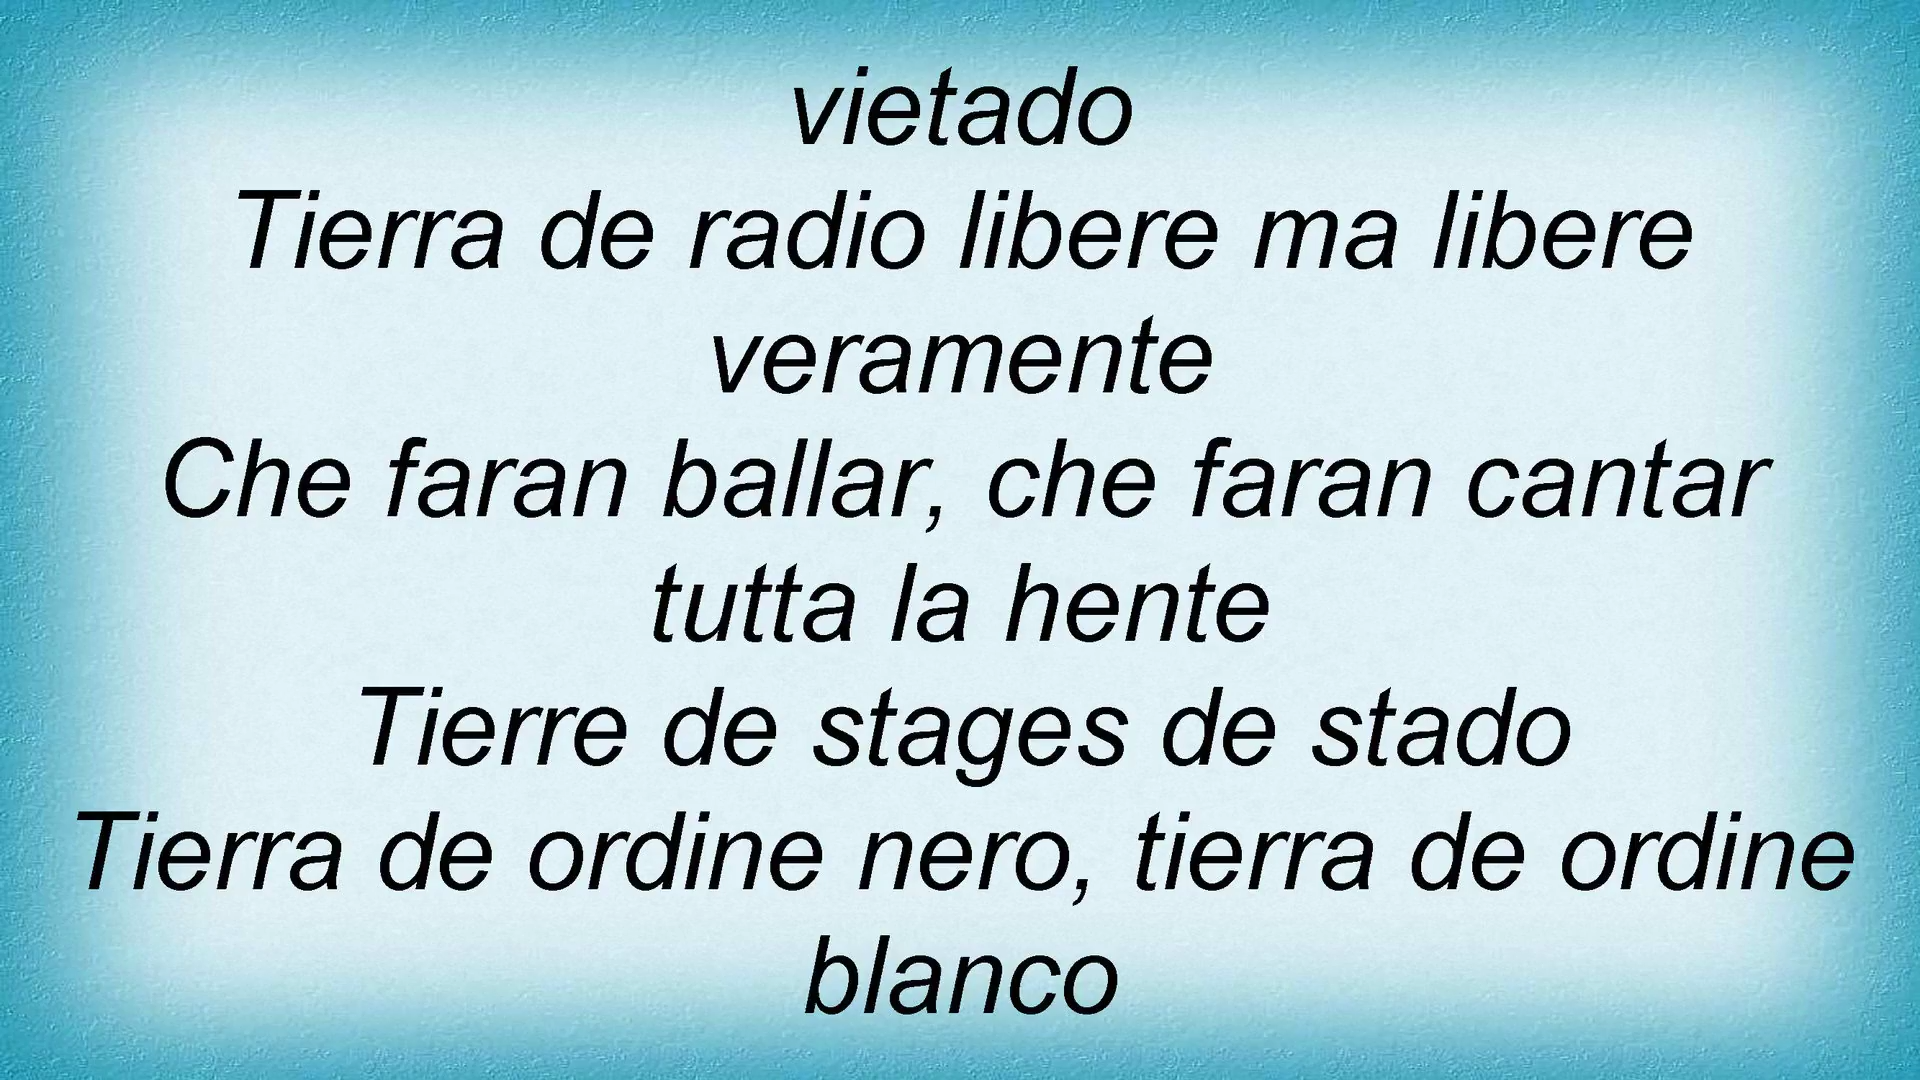 vietado
Tierra de radio libere ma libere
veramente
Che faran ballar, che faran cantar
tutta la hente
Tierre de stages de stado
Tierra de ordine nero, tierra de ordine
blanco